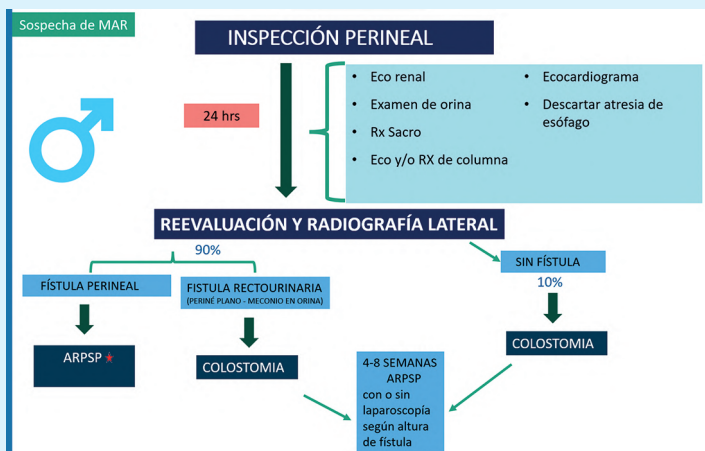 Sospecha de MAR
INSPECCIÓN PERINEAL
24 hrs
• Eco renal
• Examen de orina
• Rx Sacro
• Eco y/o RX de columna
• Ecocardiograma
• Descartar atresia de
esófago
REEVALUACIÓN Y RADIOGRAFÍA LATERAL
90%
FÍSTULA PERINEAL
FISTULA RECTOURINARIA
(PERINÉ PLANO - MECONIO EN ORINA)
SIN FÍSTULA
10%
ARPSP *
COLOSTOMIA
COLOSTOMIA
4-8 SEMANAS
ARPSP
con o sin
laparoscopía
según altura
de fístula